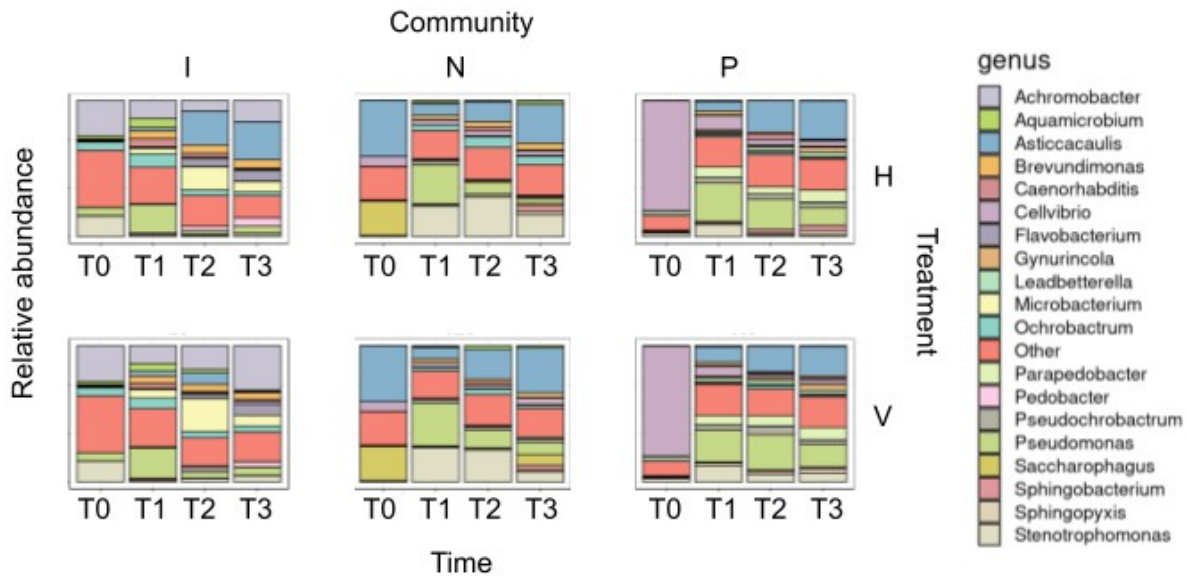 Community
I N P
genus
Achromobacter
Aquamicrobium
Asticcacaulis
Brevundimonas
Caenorhabditis
Cellvibrio
Flavobacterium
Gynurincola
Leadbetterella
Microbacterium
Ochrobactrum
Other
Parapedobacter
Pedobacter
Pseudochrobactrum
Pseudomonas
Saccharophagus
Sphingobacterium
Sphingopyxis
Stenotrophomonas
Relative abundance
H
T0 T1 T2 T3 T0 T1 T2 T3 T0 T1 T2 T3
Treatment
V
T0 T1 T2 T3 T0 T1 T2 T3 T0 T1 T2 T3
Time